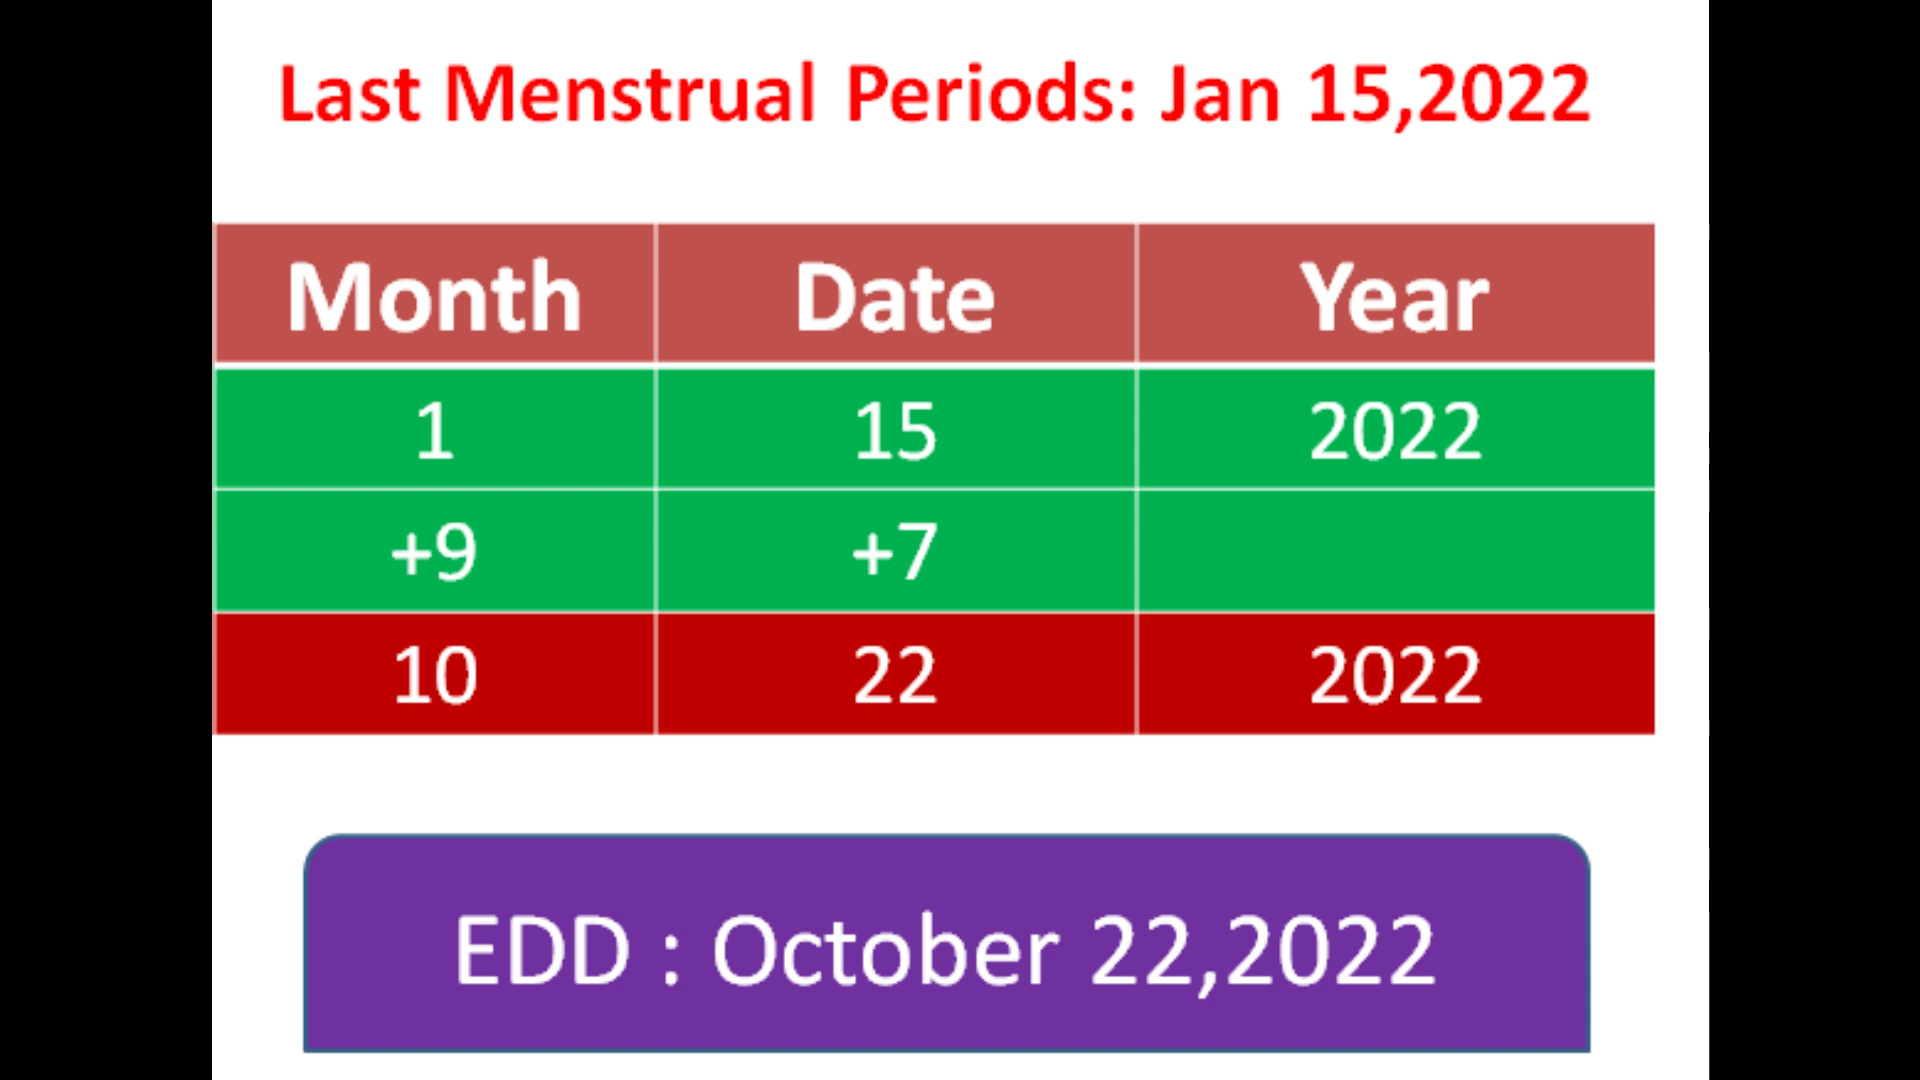 Last Menstrual Periods: Jan 15,2022
Month Date Year
1 15 2022
+9 +7
10 22 2022
EDD : October 22,2022